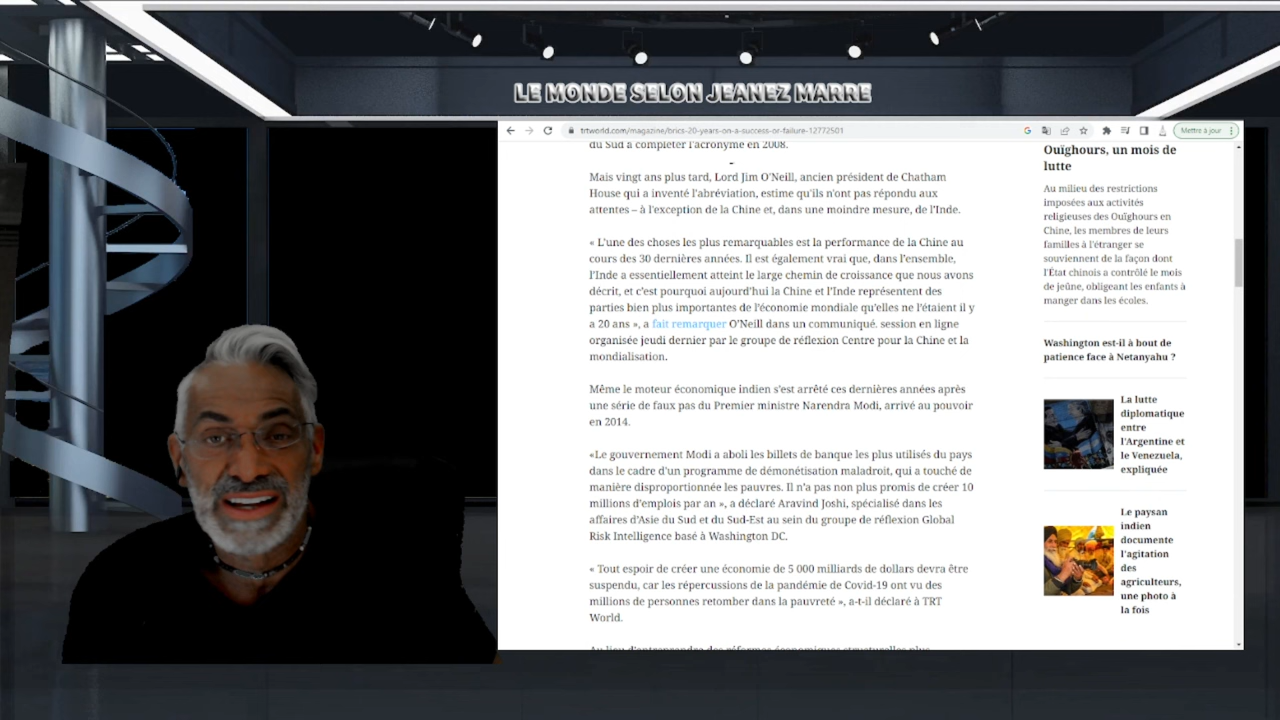 LE MONDE SELON JEANEZ MARRE
trtworld.com/magazine/brics-20-years-on-a-success-or-failure-12772501
Mettre à jour
du Sud a compléter l'acronyme en 2008.
Mais vingt ans plus tard, Lord Jim O'Neill, ancien président de Chatham
House qui a inventé l'abréviation, estime qu'ils n'ont pas répondu aux
attentes – à l'exception de la Chine et, dans une moindre mesure, de l'Inde.
« L'une des choses les plus remarquables est la performance de la Chine au
cours des 30 dernières années. Il est également vrai que, dans l'ensemble,
l'Inde a essentiellement atteint le large chemin de croissance que nous avons
décrit, et c'est pourquoi aujourd'hui la Chine et l'Inde représentent des
parties bien plus importantes de l'économie mondiale qu'elles ne l'étaient il y
a 20 ans », a fait remarquer O'Neill dans un communiqué. session en ligne
organisée jeudi dernier par le groupe de réflexion Centre pour la Chine et la
mondialisation.
Même le moteur économique indien s'est arrêté ces dernières années après
une série de faux pas du Premier ministre Narendra Modi, arrivé au pouvoir
en 2014.
«Le gouvernement Modi a aboli les billets de banque les plus utilisés du pays
dans le cadre d'un programme de démonétisation maladroit, qui a touché de
manière disproportionnée les pauvres. Il n'a pas non plus promis de créer 10
millions d'emplois par an », a déclaré Aravind Joshi, spécialisé dans les
affaires d'Asie du Sud et du Sud-Est au sein du groupe de réflexion Global
Risk Intelligence basé à Washington DC.
« Tout espoir de créer une économie de 5 000 milliards de dollars devra être
suspendu, car les répercussions de la pandémie de Covid-19 ont vu des
millions de personnes retomber dans la pauvreté », a-t-il déclaré à TRT
World.
Au lieu d'entreprendre des réformes économiques structurelles plus
Ouïghours, un mois de
lutte
Au milieu des restrictions
imposées aux activités
religieuses des Ouïghours en
Chine, les membres de leurs
familles à l'étranger se
souviennent de la façon dont
l'État chinois a contrôlé le mois
de jeûne, obligeant les enfants à
manger dans les écoles.
Washington est-il à bout de
patience face à Netanyahu ?
La lutte
diplomatique
entre
l'Argentine et
le Venezuela,
expliquée
Le paysan
indien
documente
l'agitation
des
agriculteurs,
une photo à
la fois